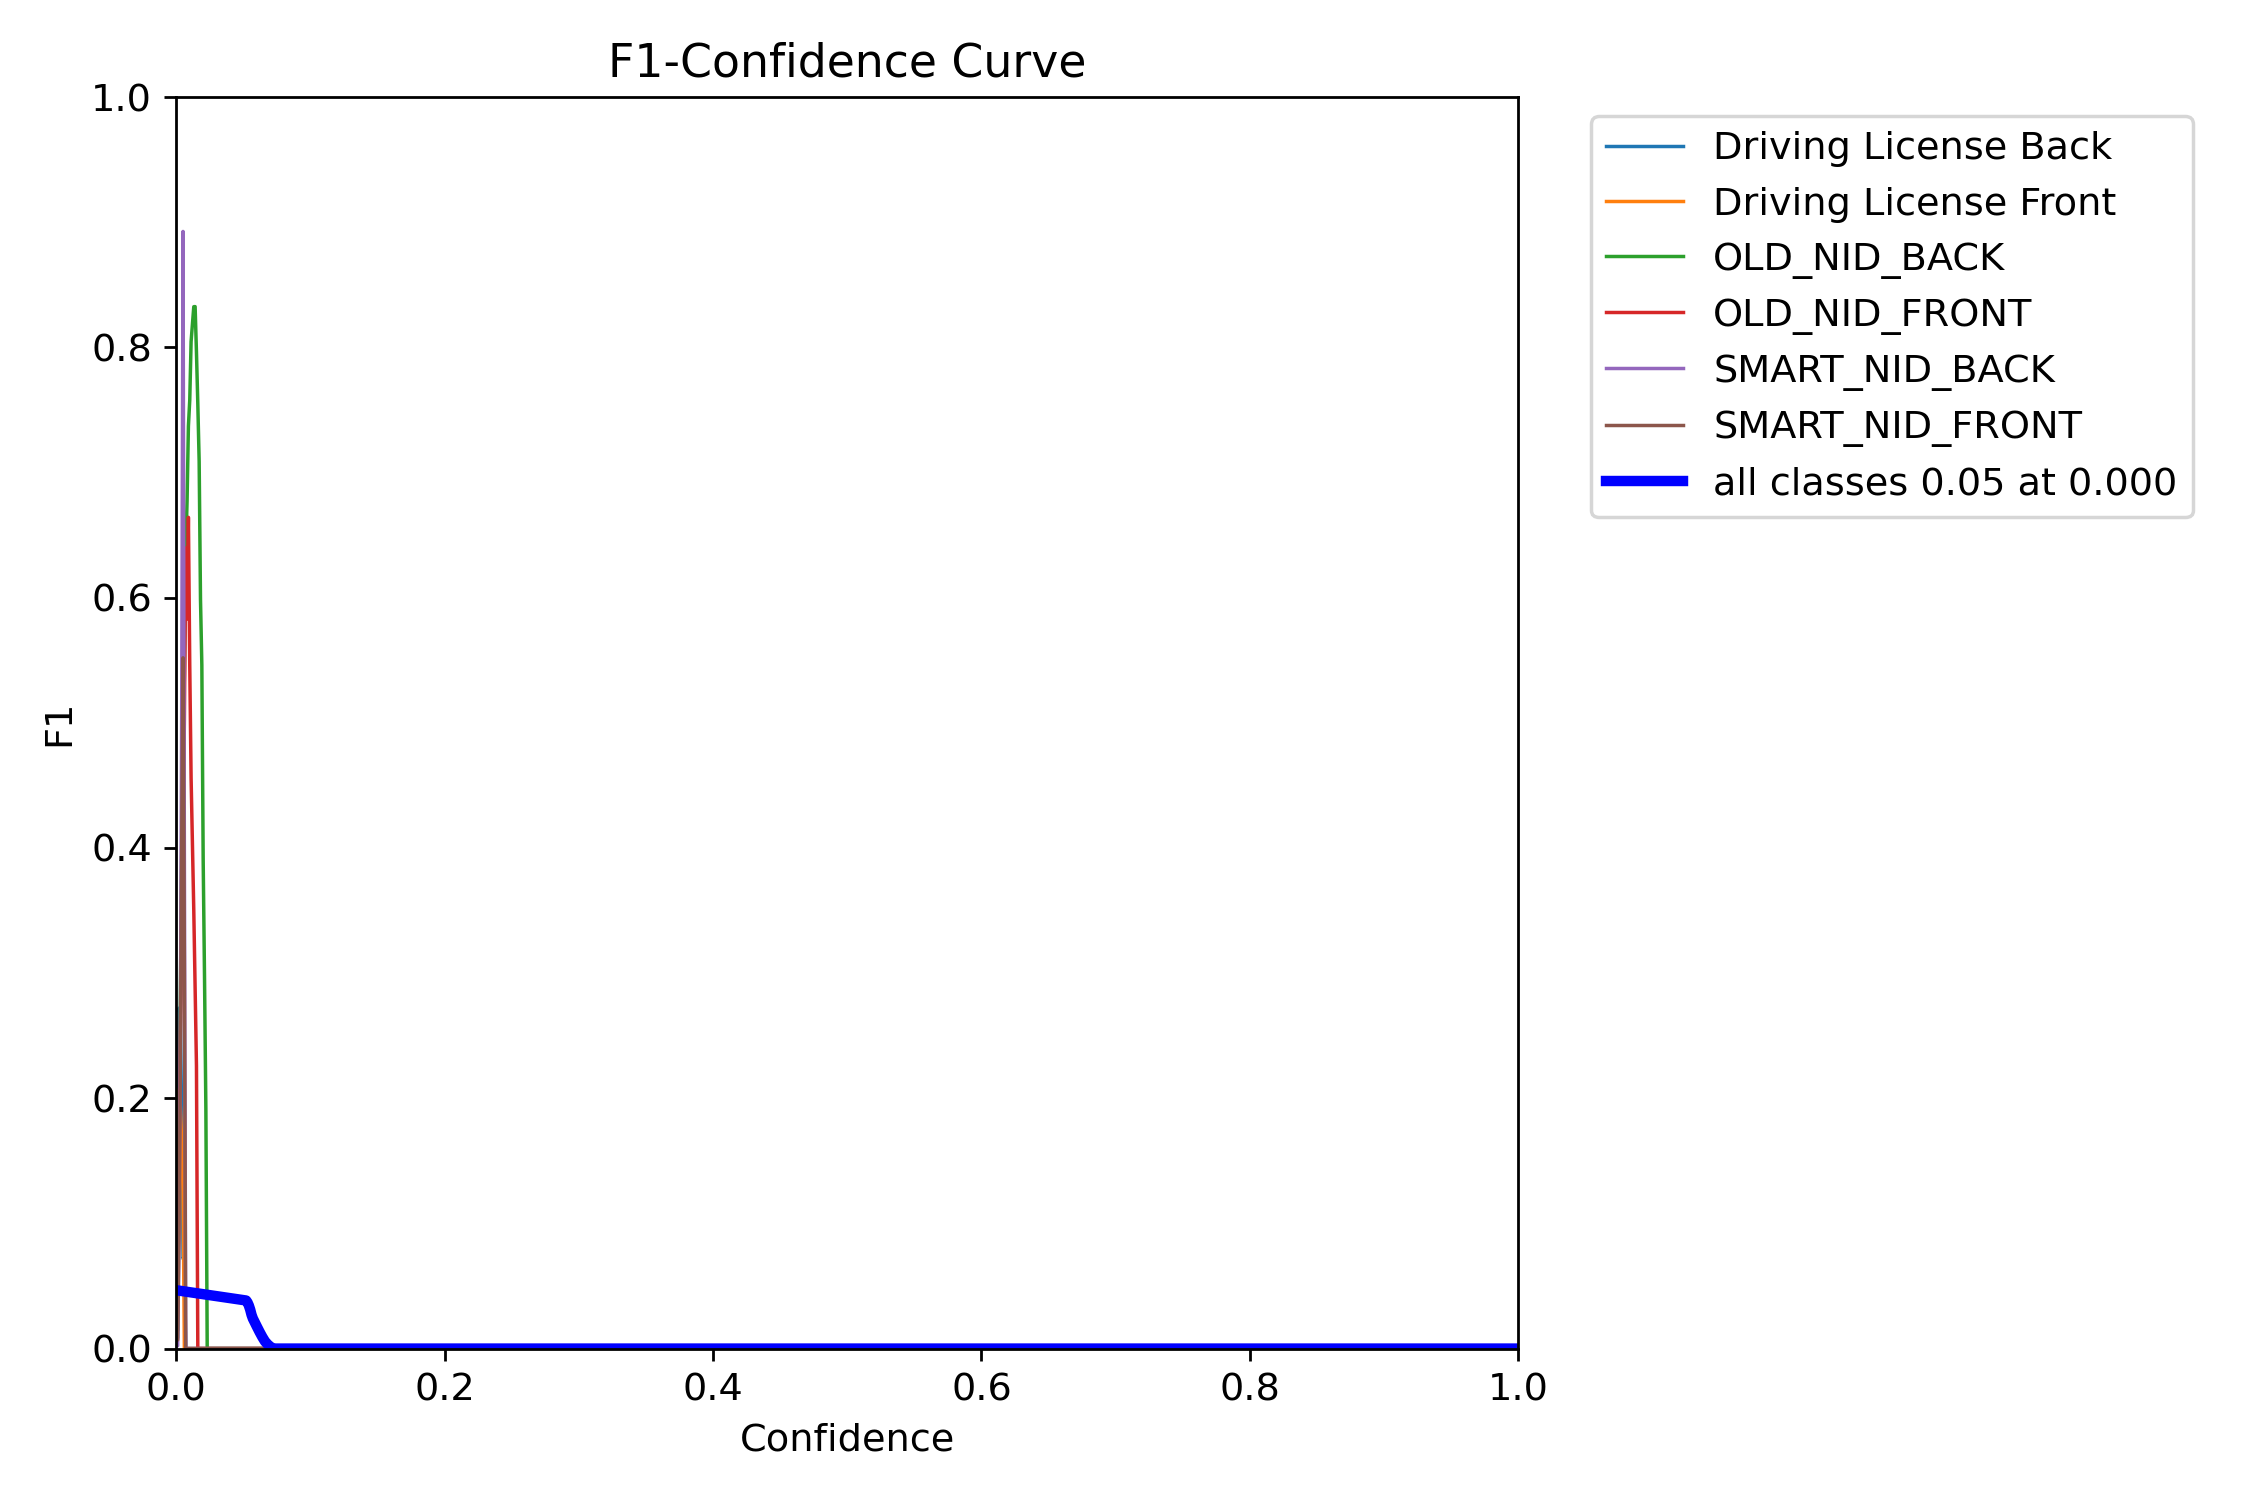 F1-Confidence Curve
1.0
0.8
0.6
0.4
0.2
0.0
F1
0.0 0.2 0.4 0.6 0.8 1.0
Confidence
Driving License Back
Driving License Front
OLD_NID_BACK
OLD_NID_FRONT
SMART_NID_BACK
SMART_NID_FRONT
all classes 0.05 at 0.000